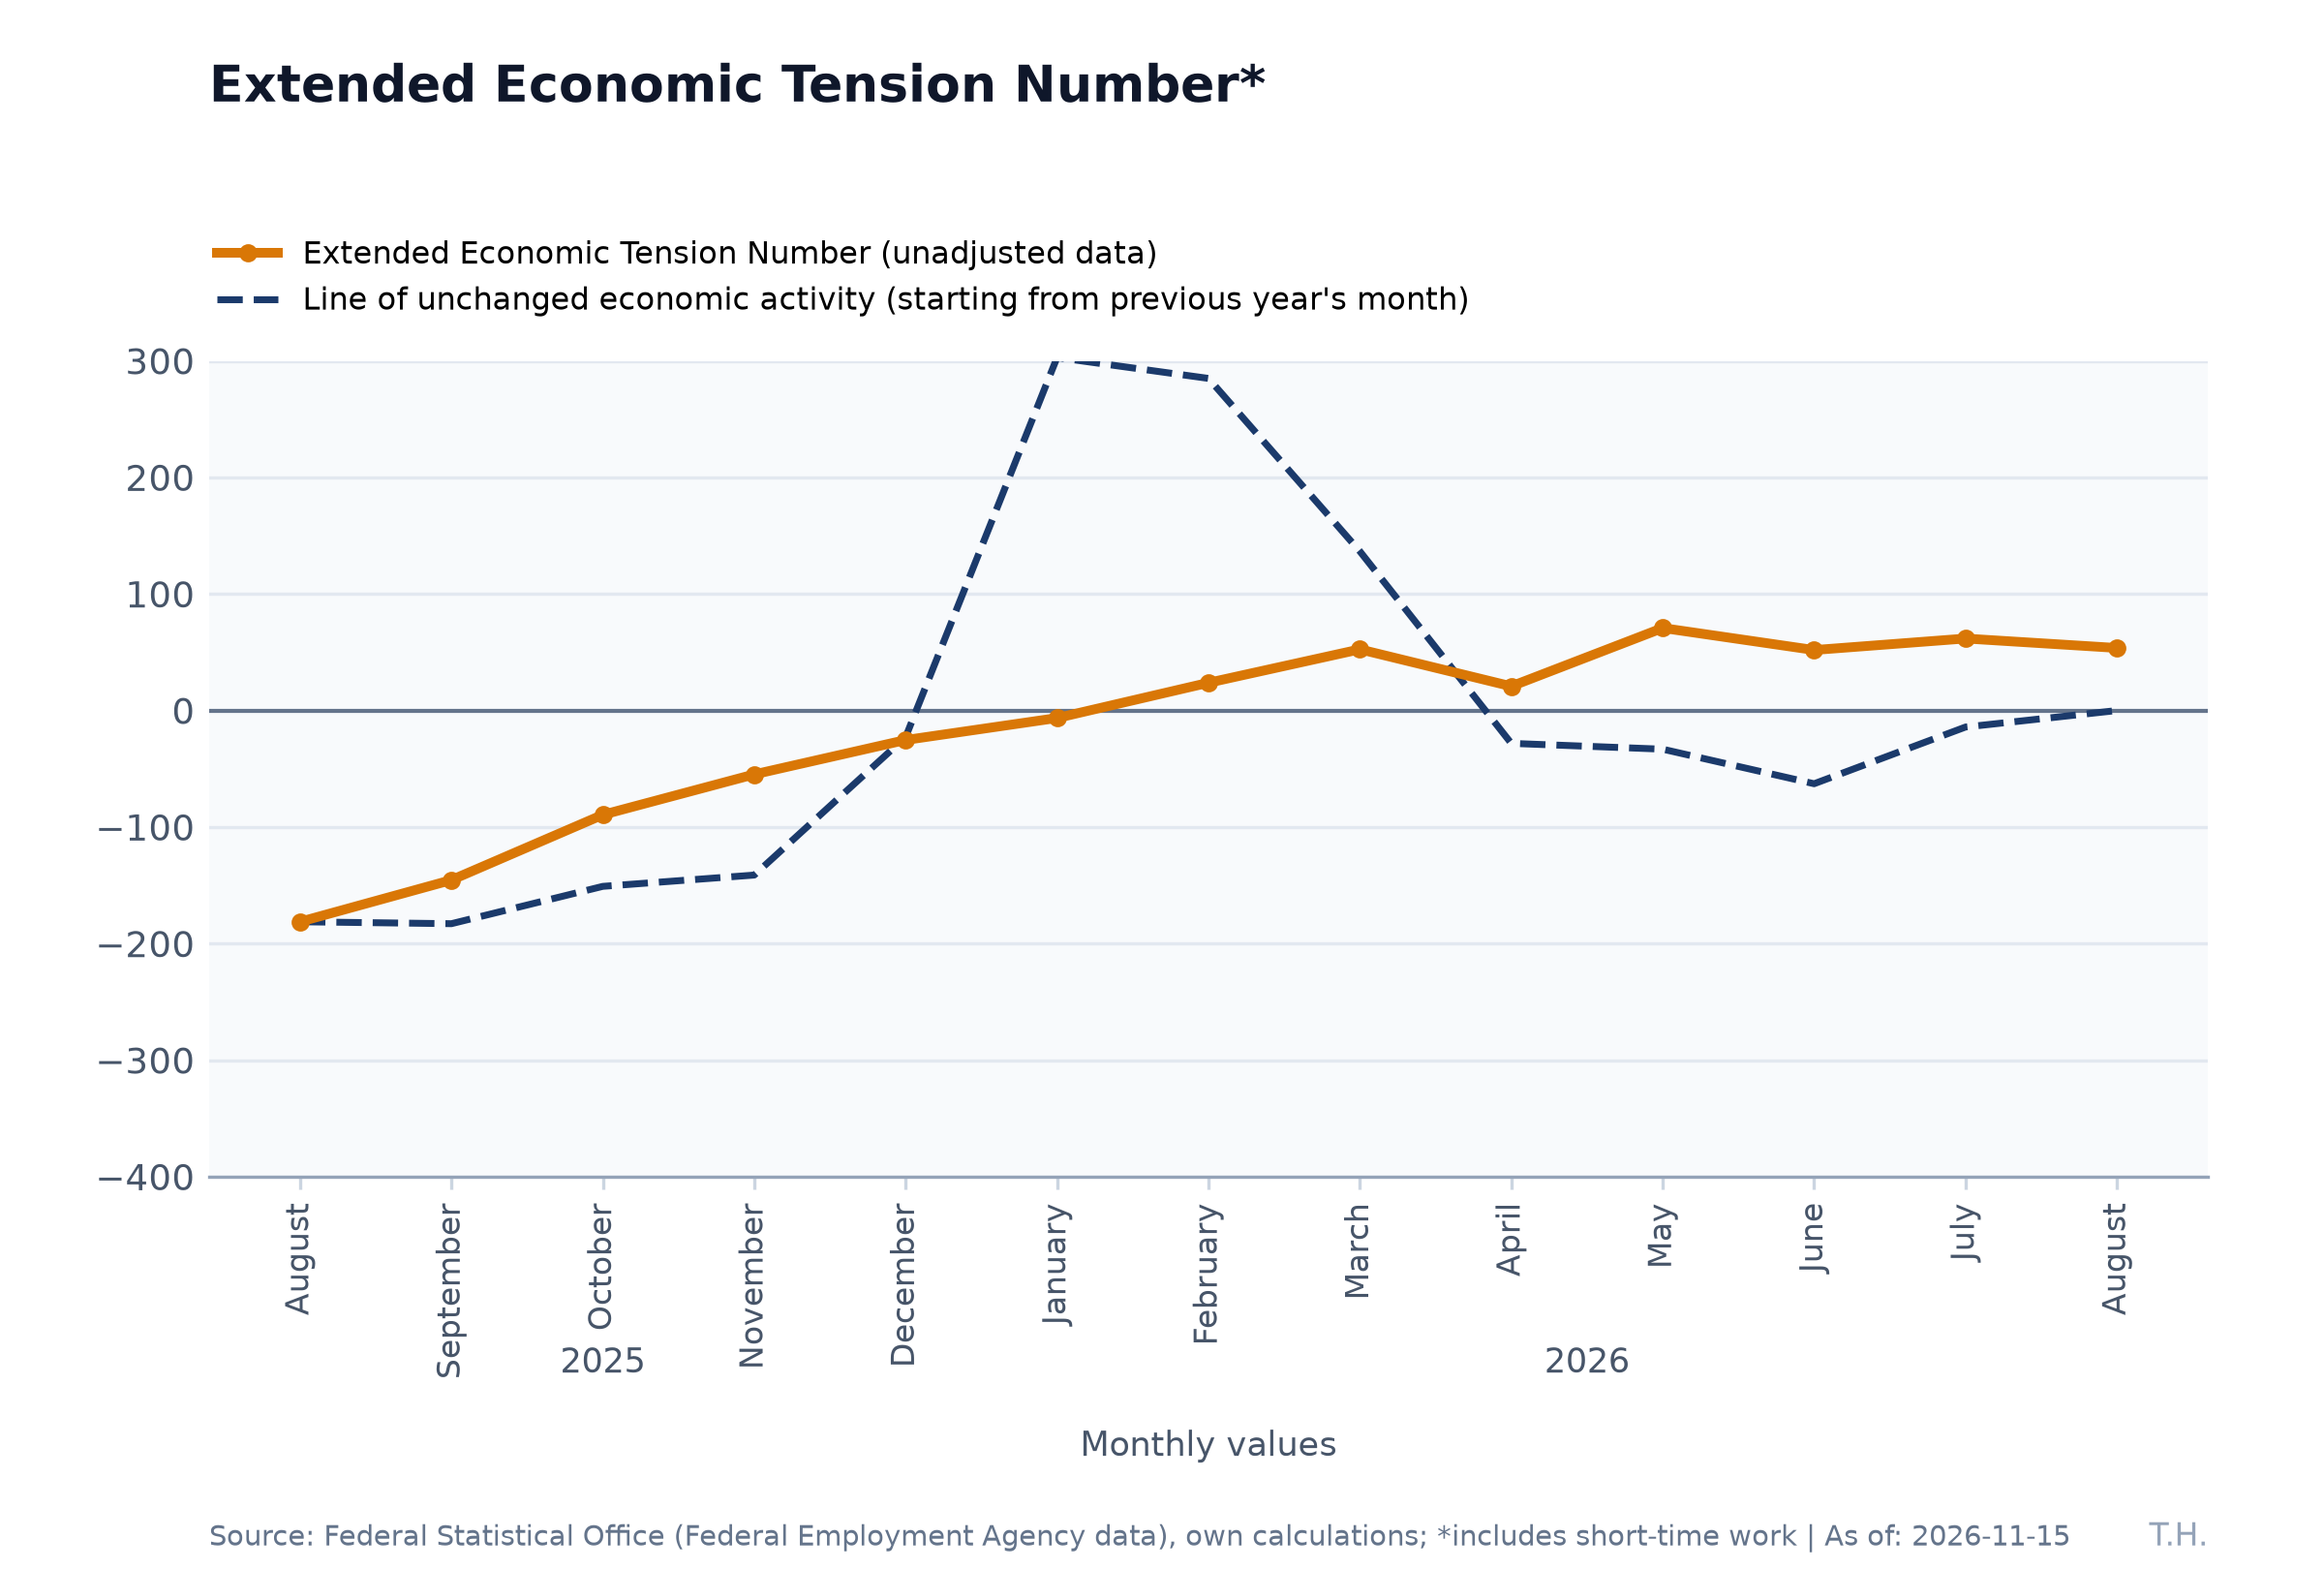 Extended Economic Tension Number*
Extended Economic Tension Number (unadjusted data)
Line of unchanged economic activity (starting from previous year's month)
300
200
100
0
−100
−200
−300
−400
August
September
October
November
December
January
February
March
April
May
June
July
August
2025
2026
Monthly values
Source: Federal Statistical Office (Federal Employment Agency data), own calculations; *includes short-time work | As of: 2026-11-15
T.H.